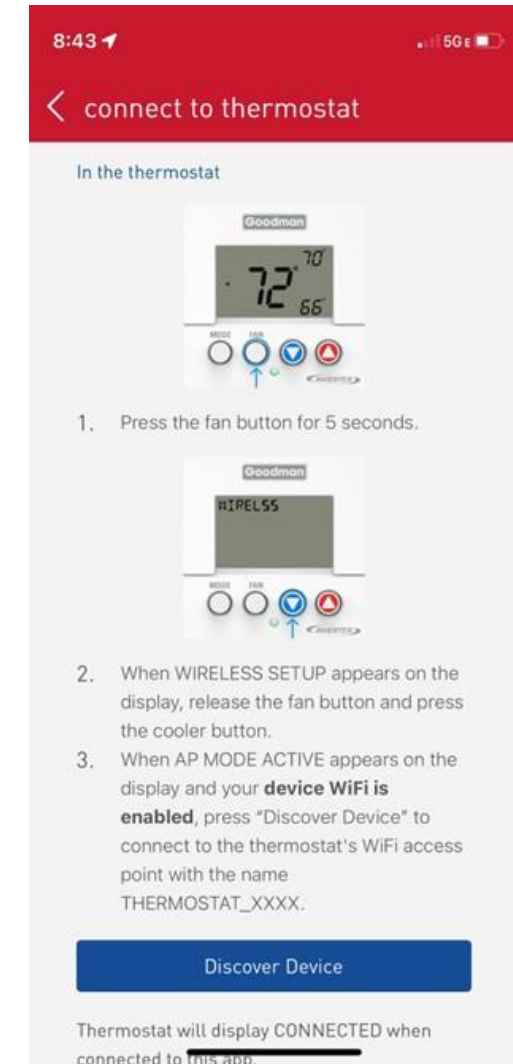 8:43
5G E
connect to thermostat
In the thermostat
Goodman
70°
72°
66°
MODE FAN
INVERTER
1. Press the fan button for 5 seconds.
Goodman
WIRELSS
MODE FAN
INVERTER
2. When WIRELESS SETUP appears on the
display, release the fan button and press
the cooler button.
3. When AP MODE ACTIVE appears on the
display and your device WiFi is
enabled, press “Discover Device” to
connect to the thermostat's WiFi access
point with the name
THERMOSTAT_XXXX.
Discover Device
Thermostat will display CONNECTED when
connected to this app.